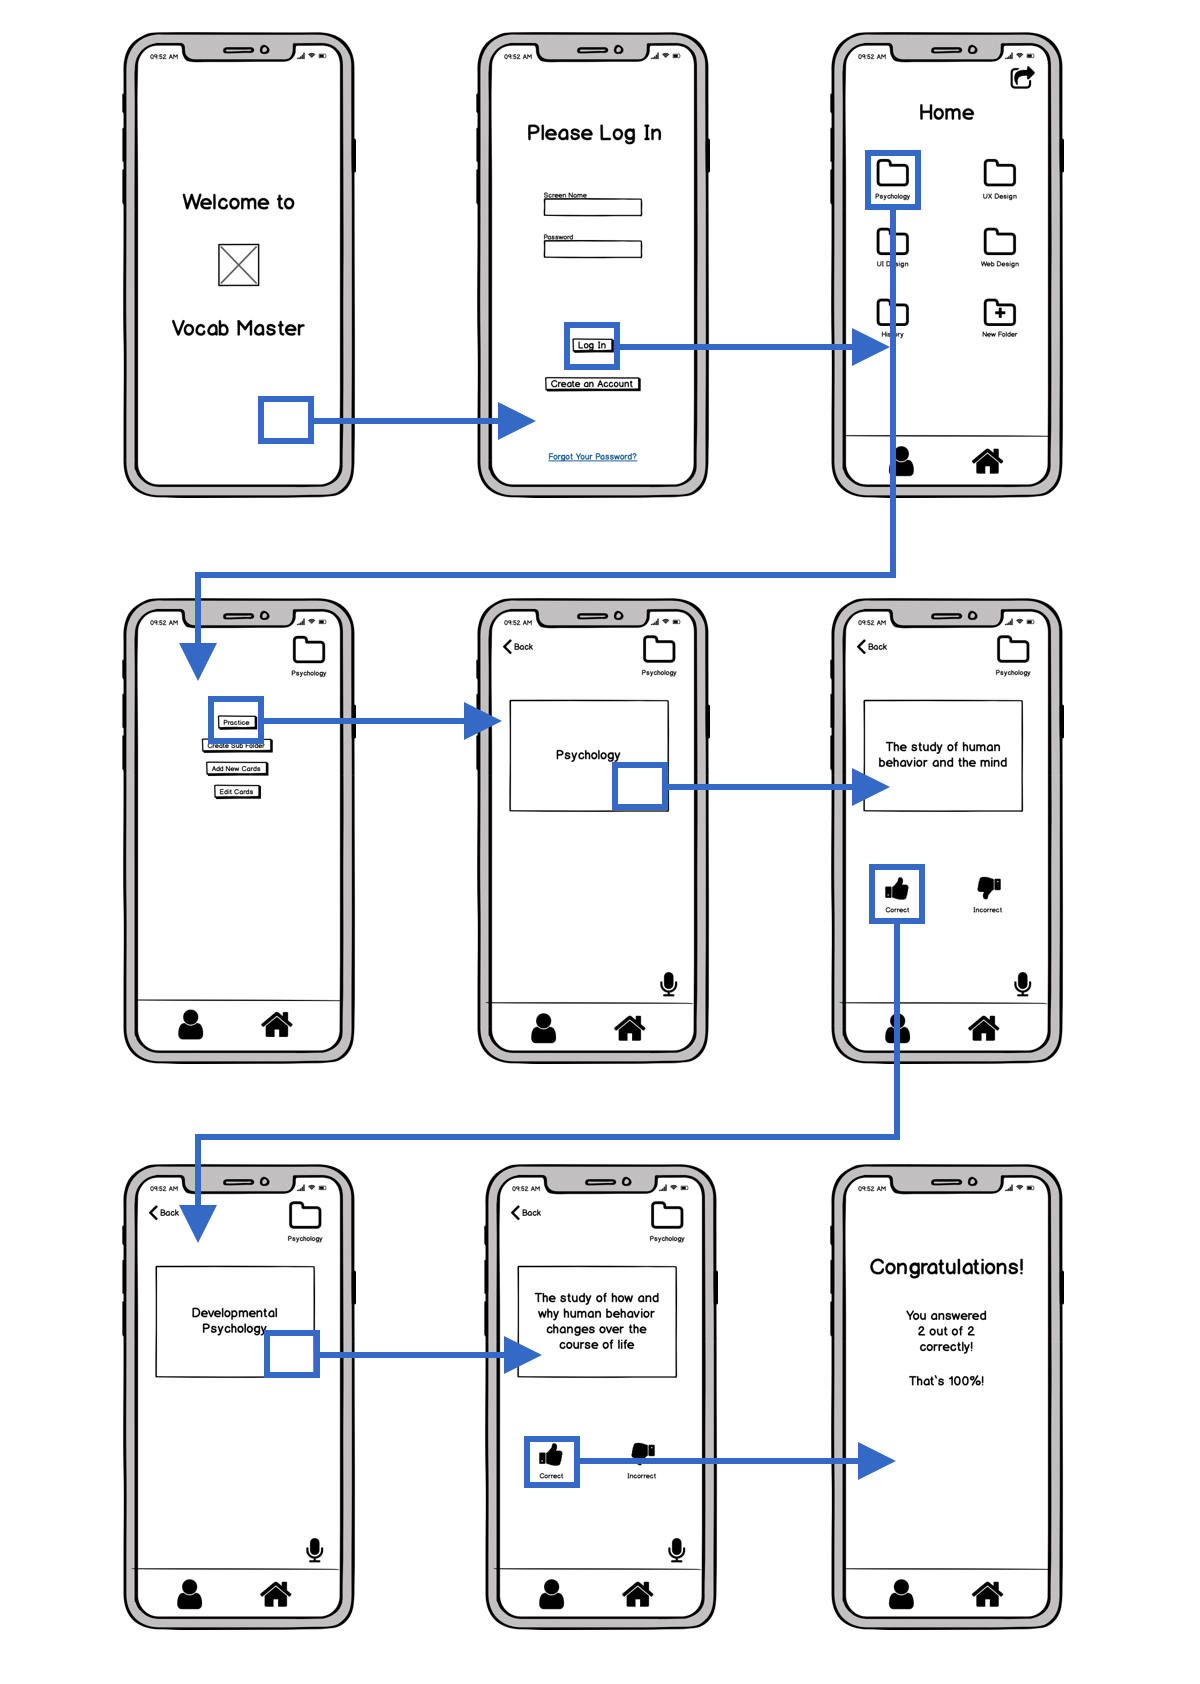 09:52 AM
Welcome to
Vocab Master
09:52 AM
Please Log In
Screen Name
Password
Log In
Create an Account
Forgot Your Password?
09:52 AM
Home
Psychology
UX Design
UI Design
Web Design
History
New Folder
09:52 AM
Psychology
Practice
Create Sub Folder
Add New Cards
Edit Cards
09:52 AM
Back
Psychology
Psychology
09:52 AM
Back
Psychology
The study of human
behavior and the mind
Correct
Incorrect
09:52 AM
Back
Psychology
Developmental
Psychology
09:52 AM
Back
Psychology
The study of how and
why human behavior
changes over the
course of life
Correct
Incorrect
09:52 AM
Congratulations!
You answered
2 out of 2
correctly!
That`s 100%!